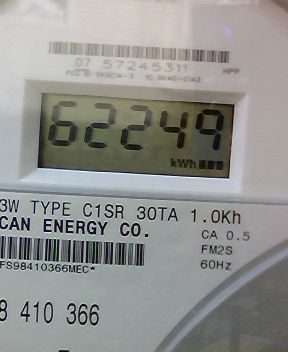 07 57245311
HPP
62249
kWh
3W TYPE C1SR 30TA 1.0Kh
CAN ENERGY CO.
CA 0.5
FM2S
FS98410366MEC*
60Hz
8 410 366